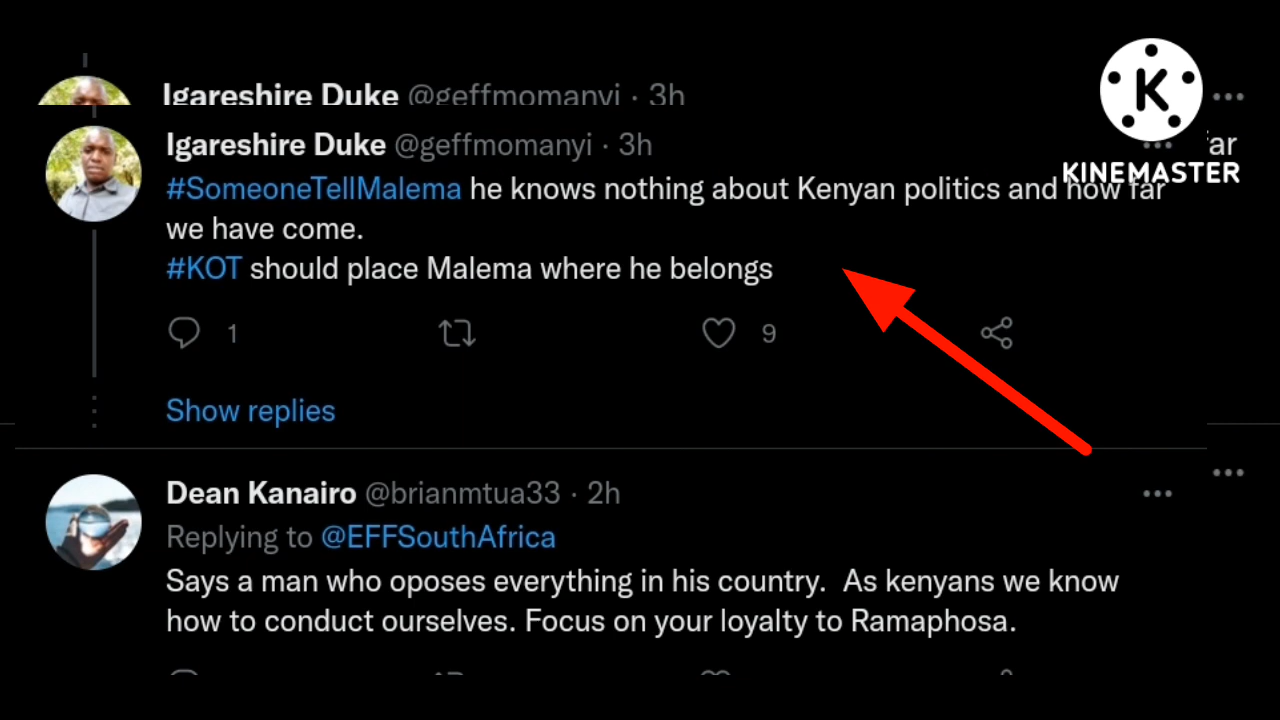 Igareshire Duke @geffmomanyi · 3h
Igareshire Duke @geffmomanyi · 3h
far
#SomeoneTellMalema he knows nothing about Kenyan politics and how far
we have come.
#KOT should place Malema where he belongs
K
KINEMASTER
1
9
Show replies
Dean Kanairo @brianmtua33 · 2h
Replying to @EFFSouthAfrica
Says a man who oposes everything in his country.  As kenyans we know
how to conduct ourselves. Focus on your loyalty to Ramaphosa.